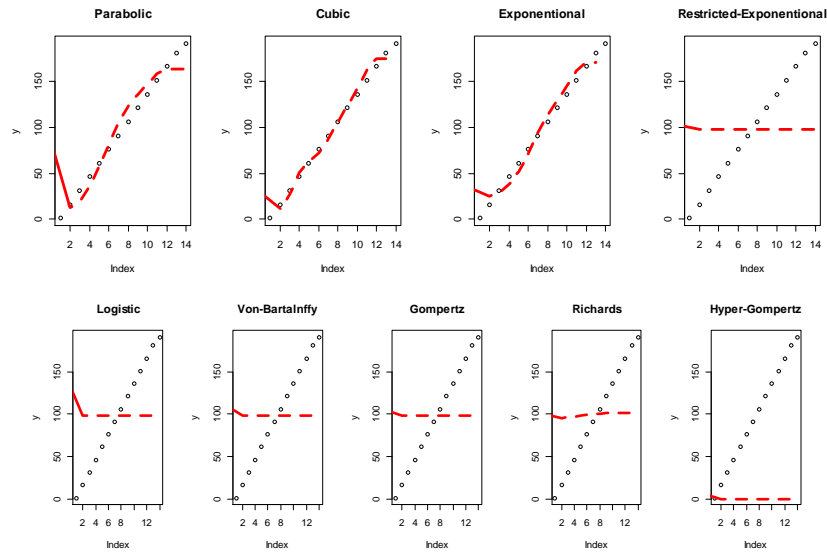 Parabolic Cubic Exponential Restricted-Exponential
y 0 50 100 150
2 4 6 8 10 12 14
Index
y 0 50 100 150
2 4 6 8 10 12 14
Index
y 0 50 100 150
2 4 6 8 10 12 14
Index
y 0 50 100 150
2 4 6 8 10 12 14
Index
Logistic Von-Bartalnffy Gompertz Richards Hyper-Gompertz
y 0 50 100 150
2 4 6 8 12
Index
y 0 50 100 150
2 4 6 8 12
Index
y 0 50 100 150
2 4 6 8 12
Index
y 0 50 100 150
2 4 6 8 12
Index
y 0 50 100 150
2 4 6 8 12
Index